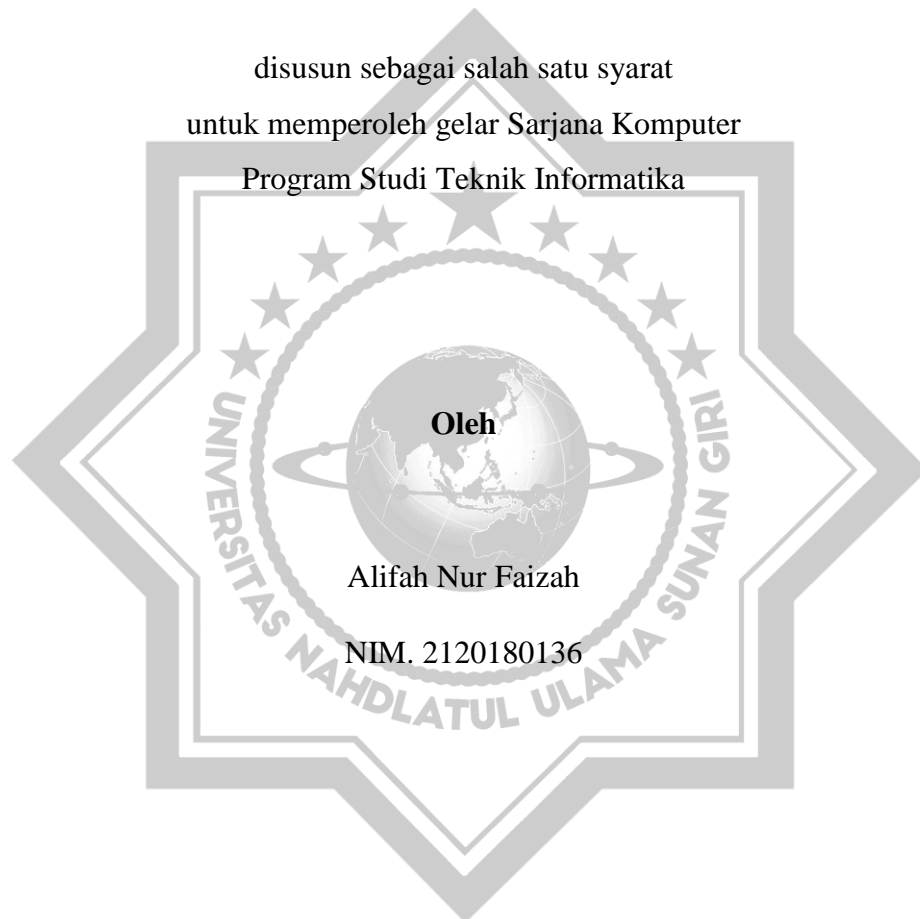 disusun sebagai salah satu syarat
untuk memperoleh gelar Sarjana Komputer
Program Studi Teknik Informatika
Oleh
Alifah Nur Faizah
NIM. 2120180136
UNIVERSITAS NAHDLATUL ULAMA SUNAN GIRI